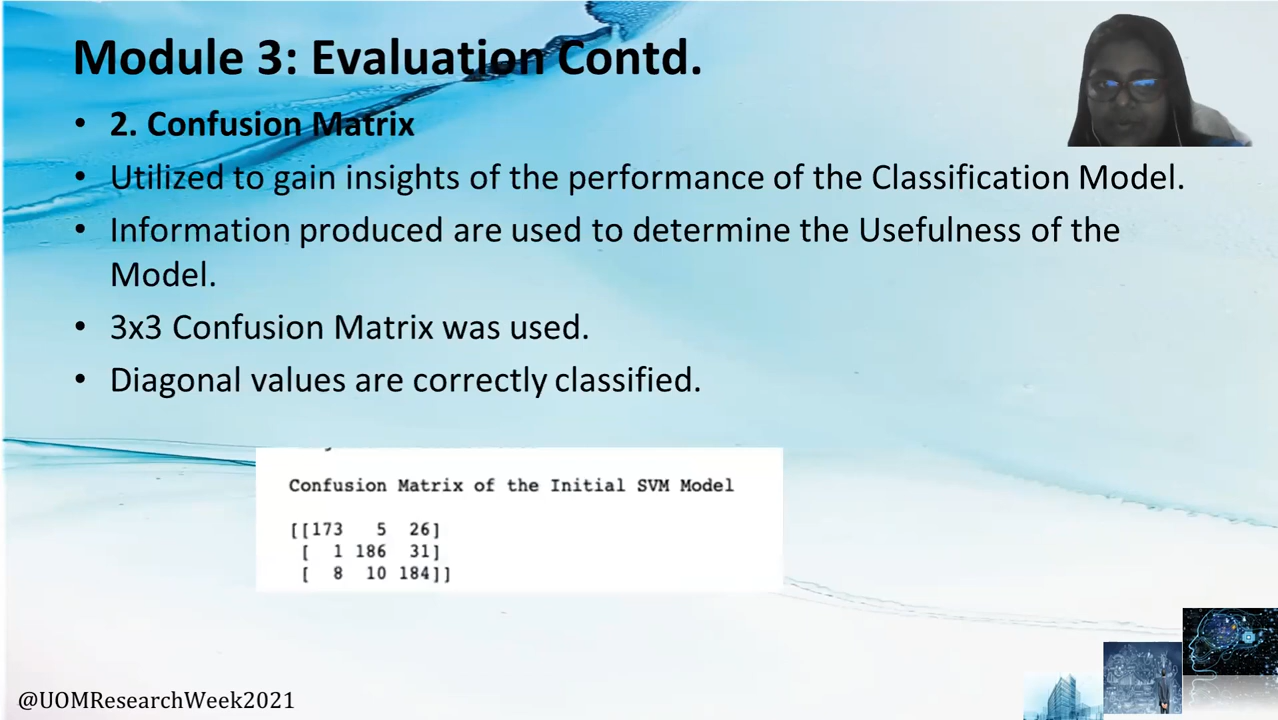 Module 3: Evaluation Contd.
• 2. Confusion Matrix
• Utilized to gain insights of the performance of the Classification Model.
• Information produced are used to determine the Usefulness of the
Model.
• 3x3 Confusion Matrix was used.
• Diagonal values are correctly classified.
Confusion Matrix of the Initial SVM Model
[[173   5  26]
[  1 186  31]
[  8  10 184]]
@UOMResearchWeek2021